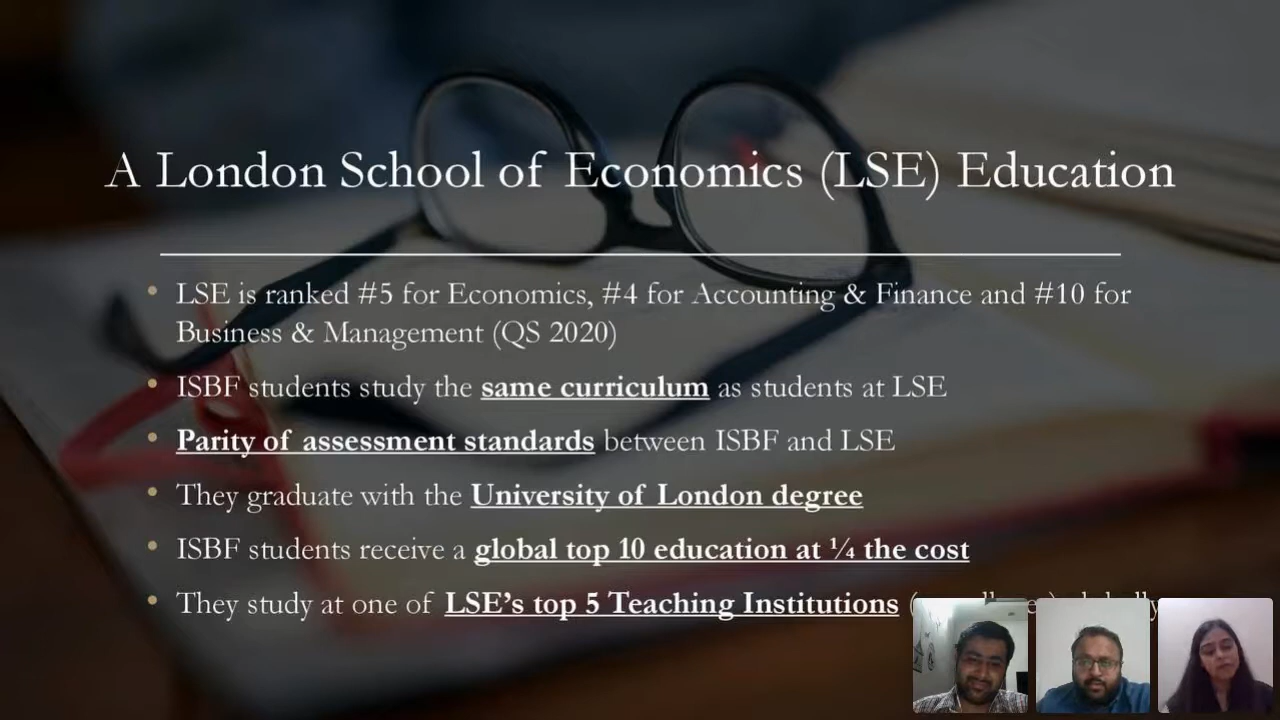 A London School of Economics (LSE) Education
• LSE is ranked #5 for Economics, #4 for Accounting & Finance and #10 for
Business & Management (QS 2020)
• ISBF students study the same curriculum as students at LSE
• Parity of assessment standards between ISBF and LSE
• They graduate with the University of London degree
• ISBF students receive a global top 10 education at ¼ the cost
• They study at one of LSE’s top 5 Teaching Institutions